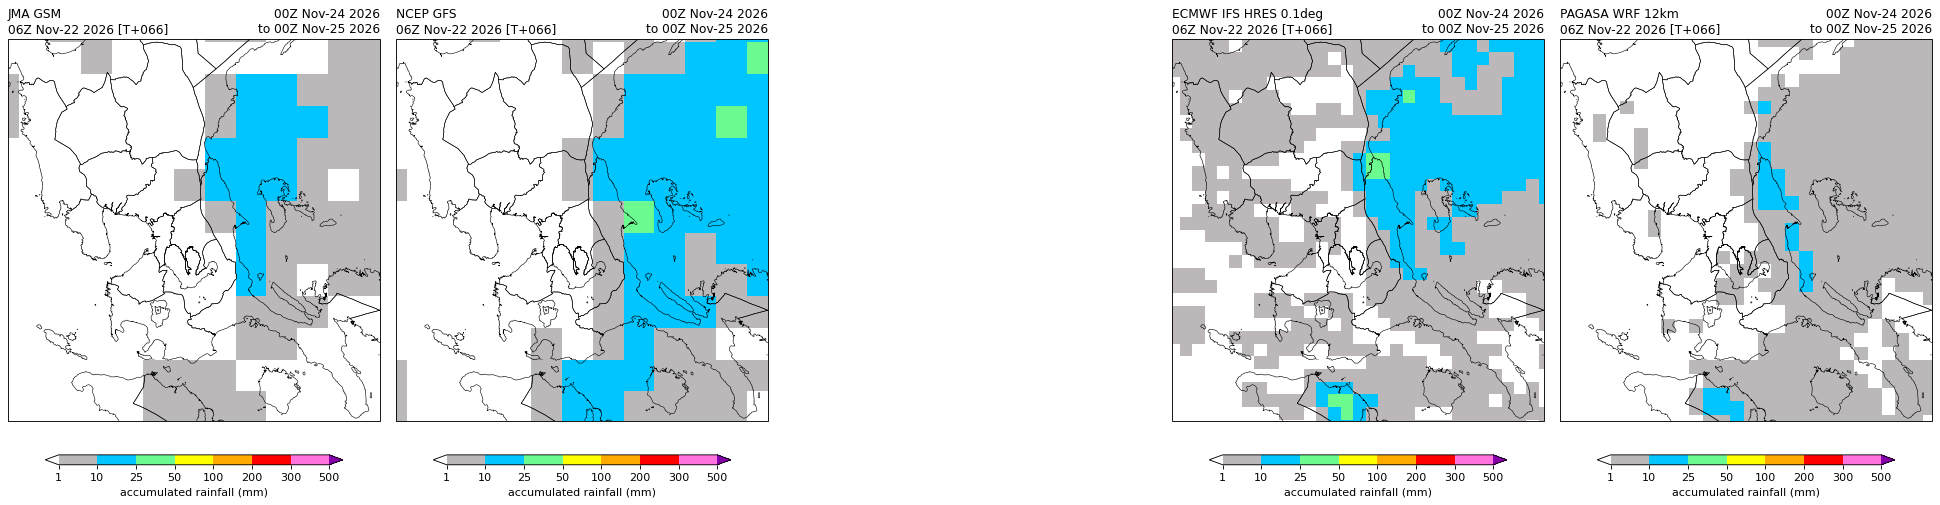 JMA GSM
00Z Nov-24 2026
06Z Nov-22 2026 [T+066]
to 00Z Nov-25 2026
NCEP GFS
00Z Nov-24 2026
06Z Nov-22 2026 [T+066]
to 00Z Nov-25 2026
ECMWF IFS HRES 0.1deg
00Z Nov-24 2026
06Z Nov-22 2026 [T+066]
to 00Z Nov-25 2026
PAGASA WRF 12km
00Z Nov-24 2026
06Z Nov-22 2026 [T+066]
to 00Z Nov-25 2026
1 10 25 50 100 200 300 500
accumulated rainfall (mm)
1 10 25 50 100 200 300 500
accumulated rainfall (mm)
1 10 25 50 100 200 300 500
accumulated rainfall (mm)
1 10 25 50 100 200 300 500
accumulated rainfall (mm)